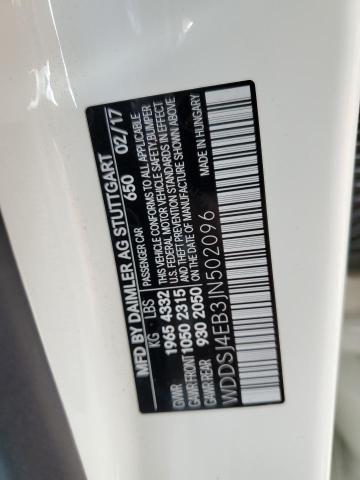 MFD BY DAIMLER AG STUTTGART 650 02/17
KG LBS PASSENGER CAR
GVWR 1965 4332 THIS VEHICLE CONFORMS TO ALL APPLICABLE
U.S. FEDERAL MOTOR VEHICLE SAFETY, BUMPER
GAWR FRONT 1050 2315 & THEFT PREVENTION STANDARDS IN EFFECT
GAWR REAR 930 2050 ON THE DATE OF MANUFACTURE SHOWN ABOVE
WDDSJ4EB3JN502096 MADE IN HUNGARY